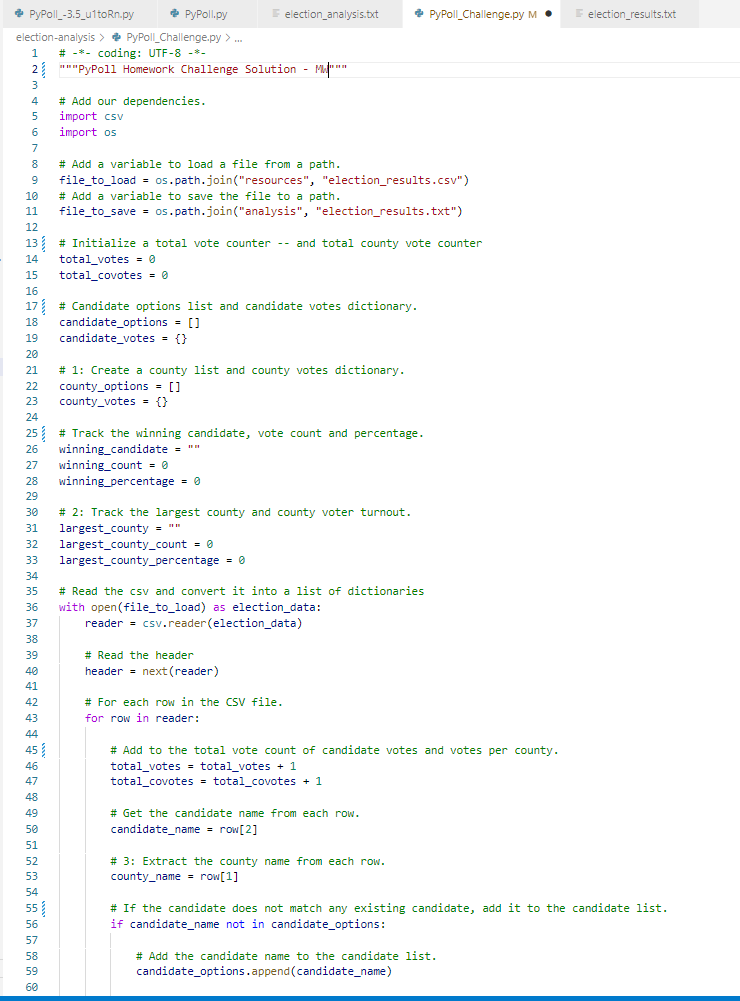 PyPoll_-3.5_u1toRn.py PyPoll.py election_analysis.txt PyPoll_Challenge.py M ● election_results.txt
election-analysis > PyPoll_Challenge.py > ...
1 # -*- coding: UTF-8 -*-
2 """PyPoll Homework Challenge Solution - MW"""
3
4 # Add our dependencies.
5 import csv
6 import os
7
8 # Add a variable to load a file from a path.
9 file_to_load = os.path.join("resources", "election_results.csv")
10 # Add a variable to save the file to a path.
11 file_to_save = os.path.join("analysis", "election_results.txt")
12
13 # Initialize a total vote counter -- and total county vote counter
14 total_votes = 0
15 total_covotes = 0
16
17 # Candidate options list and candidate votes dictionary.
18 candidate_options = []
19 candidate_votes = {}
20
21 # 1: Create a county list and county votes dictionary.
22 county_options = []
23 county_votes = {}
24
25 # Track the winning candidate, vote count and percentage.
26 winning_candidate = ""
27 winning_count = 0
28 winning_percentage = 0
29
30 # 2: Track the largest county and county voter turnout.
31 largest_county = ""
32 largest_county_count = 0
33 largest_county_percentage = 0
34
35 # Read the csv and convert it into a list of dictionaries
36 with open(file_to_load) as election_data:
37 reader = csv.reader(election_data)
38
39 # Read the header
40 header = next(reader)
41
42 # For each row in the CSV file.
43 for row in reader:
44
45 # Add to the total vote count of candidate votes and votes per county.
46 total_votes = total_votes + 1
47 total_covotes = total_covotes + 1
48
49 # Get the candidate name from each row.
50 candidate_name = row[2]
51
52 # 3: Extract the county name from each row.
53 county_name = row[1]
54
55 # If the candidate does not match any existing candidate, add it to the candidate list.
56 if candidate_name not in candidate_options:
57
58 # Add the candidate name to the candidate list.
59 candidate_options.append(candidate_name)
60